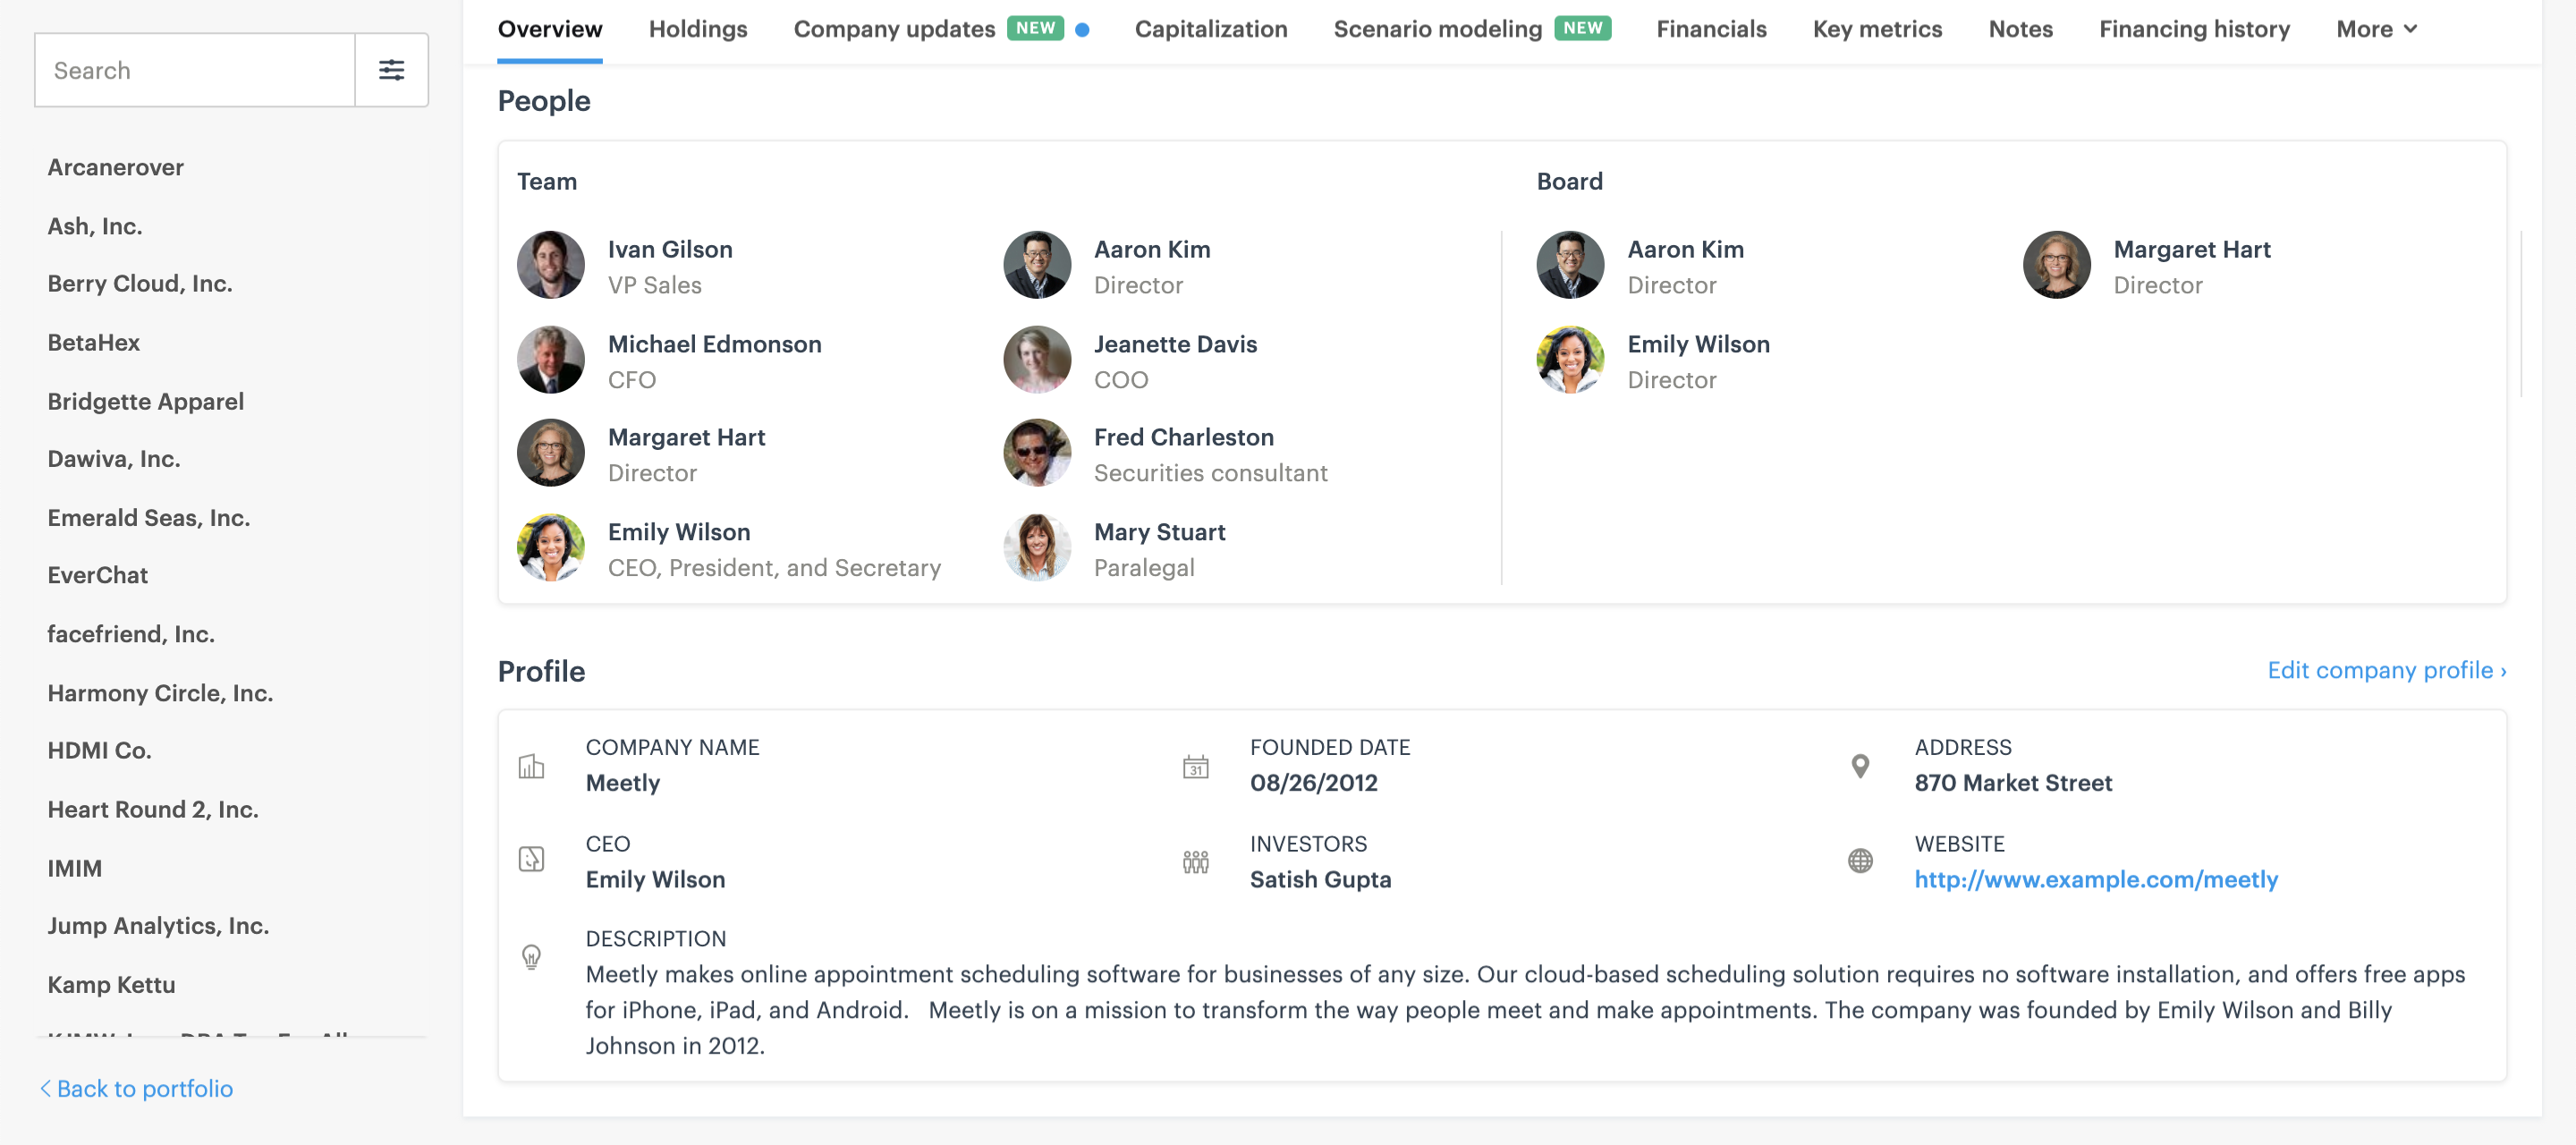 Search
Arcanerover
Ash, Inc.
Berry Cloud, Inc.
BetaHex
Bridgette Apparel
Dawiva, Inc.
Emerald Seas, Inc.
EverChat
facefriend, Inc.
Harmony Circle, Inc.
HDMI Co.
Heart Round 2, Inc.
IMIM
Jump Analytics, Inc.
Kamp Kettu
Back to portfolio
Overview Holdings Company updates NEW Capitalization Scenario modeling NEW Financials Key metrics Notes Financing history More
People
Team
Ivan Gilson
VP Sales
Aaron Kim
Director
Michael Edmonson
CFO
Jeanette Davis
COO
Margaret Hart
Director
Fred Charleston
Securities consultant
Emily Wilson
CEO, President, and Secretary
Mary Stuart
Paralegal
Board
Aaron Kim
Director
Margaret Hart
Director
Emily Wilson
Director
Profile
Edit company profile ›
COMPANY NAME
Meetly
31
FOUNDED DATE
08/26/2012
ADDRESS
870 Market Street
CEO
Emily Wilson
INVESTORS
Satish Gupta
WEBSITE
http://www.example.com/meetly
DESCRIPTION
Meetly makes online appointment scheduling software for businesses of any size. Our cloud-based scheduling solution requires no software installation, and offers free apps
for iPhone, iPad, and Android. Meetly is on a mission to transform the way people meet and make appointments. The company was founded by Emily Wilson and Billy
Johnson in 2012.